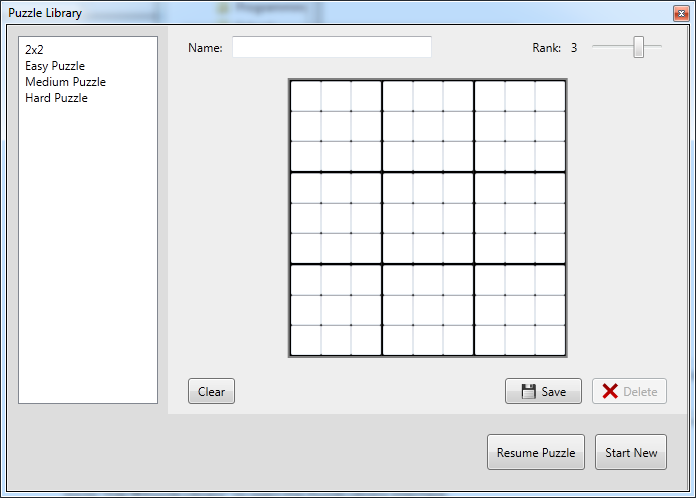 Puzzle Library
2x2
Easy Puzzle
Medium Puzzle
Hard Puzzle
Name:
Rank: 3
Clear
Save
Delete
Resume Puzzle
Start New